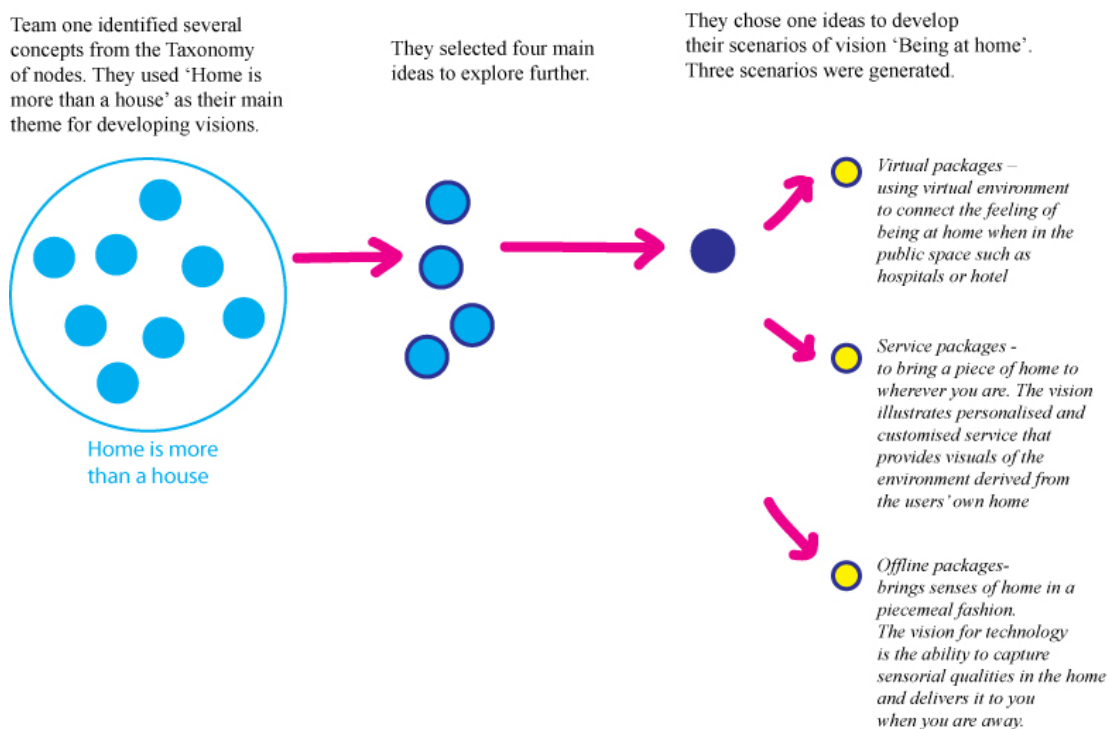 Team one identified several
concepts from the Taxonomy
of nodes. They used ‘Home is
more than a house’ as their main
theme for developing visions.
They selected four main
ideas to explore further.
They chose one ideas to develop
their scenarios of vision ‘Being at home’.
Three scenarios were generated.
Home is more
than a house
Virtual packages –
using virtual environment
to connect the feeling of
being at home when in the
public space such as
hospitals or hotel
Service packages -
to bring a piece of home to
wherever you are. The vision
illustrates personalised and
customised service that
provides visuals of the
environment derived from
the users’ own home
Offline packages-
brings senses of home in a
piecemeal fashion.
The vision for technology
is the ability to capture
sensorial qualities in the home
and delivers it to you
when you are away.